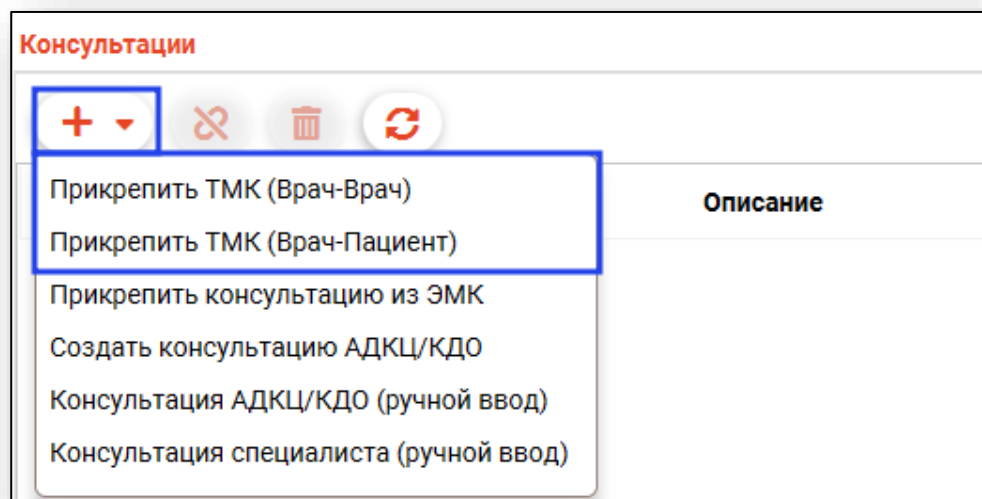 Консультации
Прикрепить ТМК (Врач-Врач)
Описание
Прикрепить ТМК (Врач-Пациент)
Прикрепить консультацию из ЭМК
Создать консультацию АДКЦ/КДО
Консультация АДКЦ/КДО (ручной ввод)
Консультация специалиста (ручной ввод)